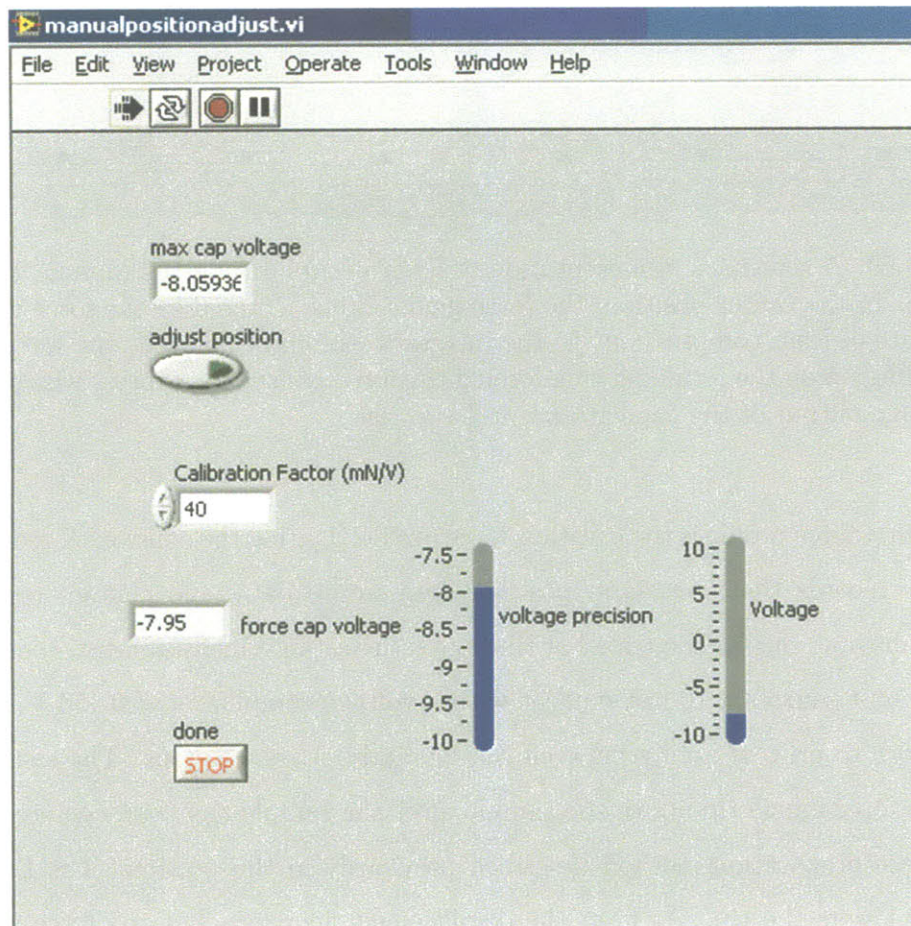 manualpositionadjust.vi
File Edit View Project Operate Tools Window Help
max cap voltage
-8.05936
adjust position
Calibration Factor (mN/V)
40
-7.95
force cap voltage
-7.5
-8
-8.5
-9
-9.5
-10
voltage precision
10
5
0
-5
-10
Voltage
done
STOP